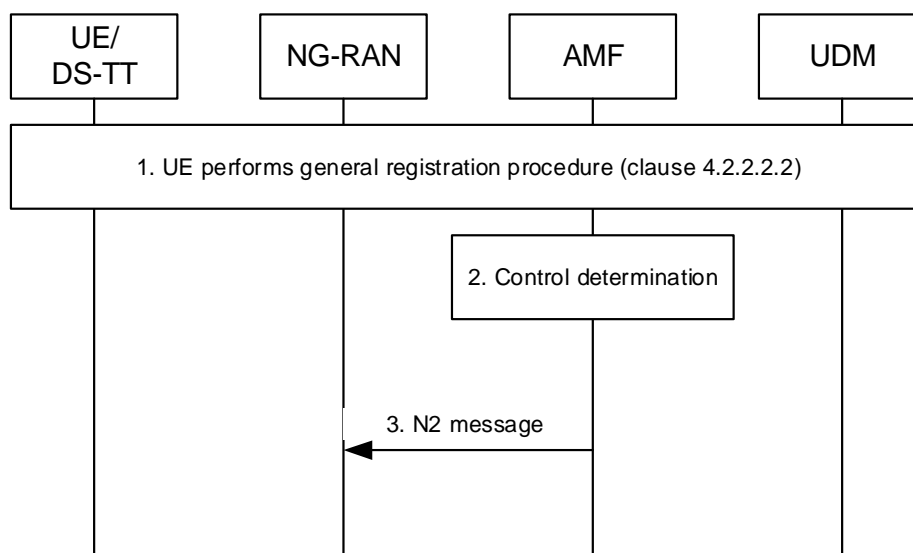 UE/
DS-TT
NG-RAN
AMF
UDM
1. UE performs general registration procedure (clause 4.2.2.2.2)
2. Control determination
3. N2 message